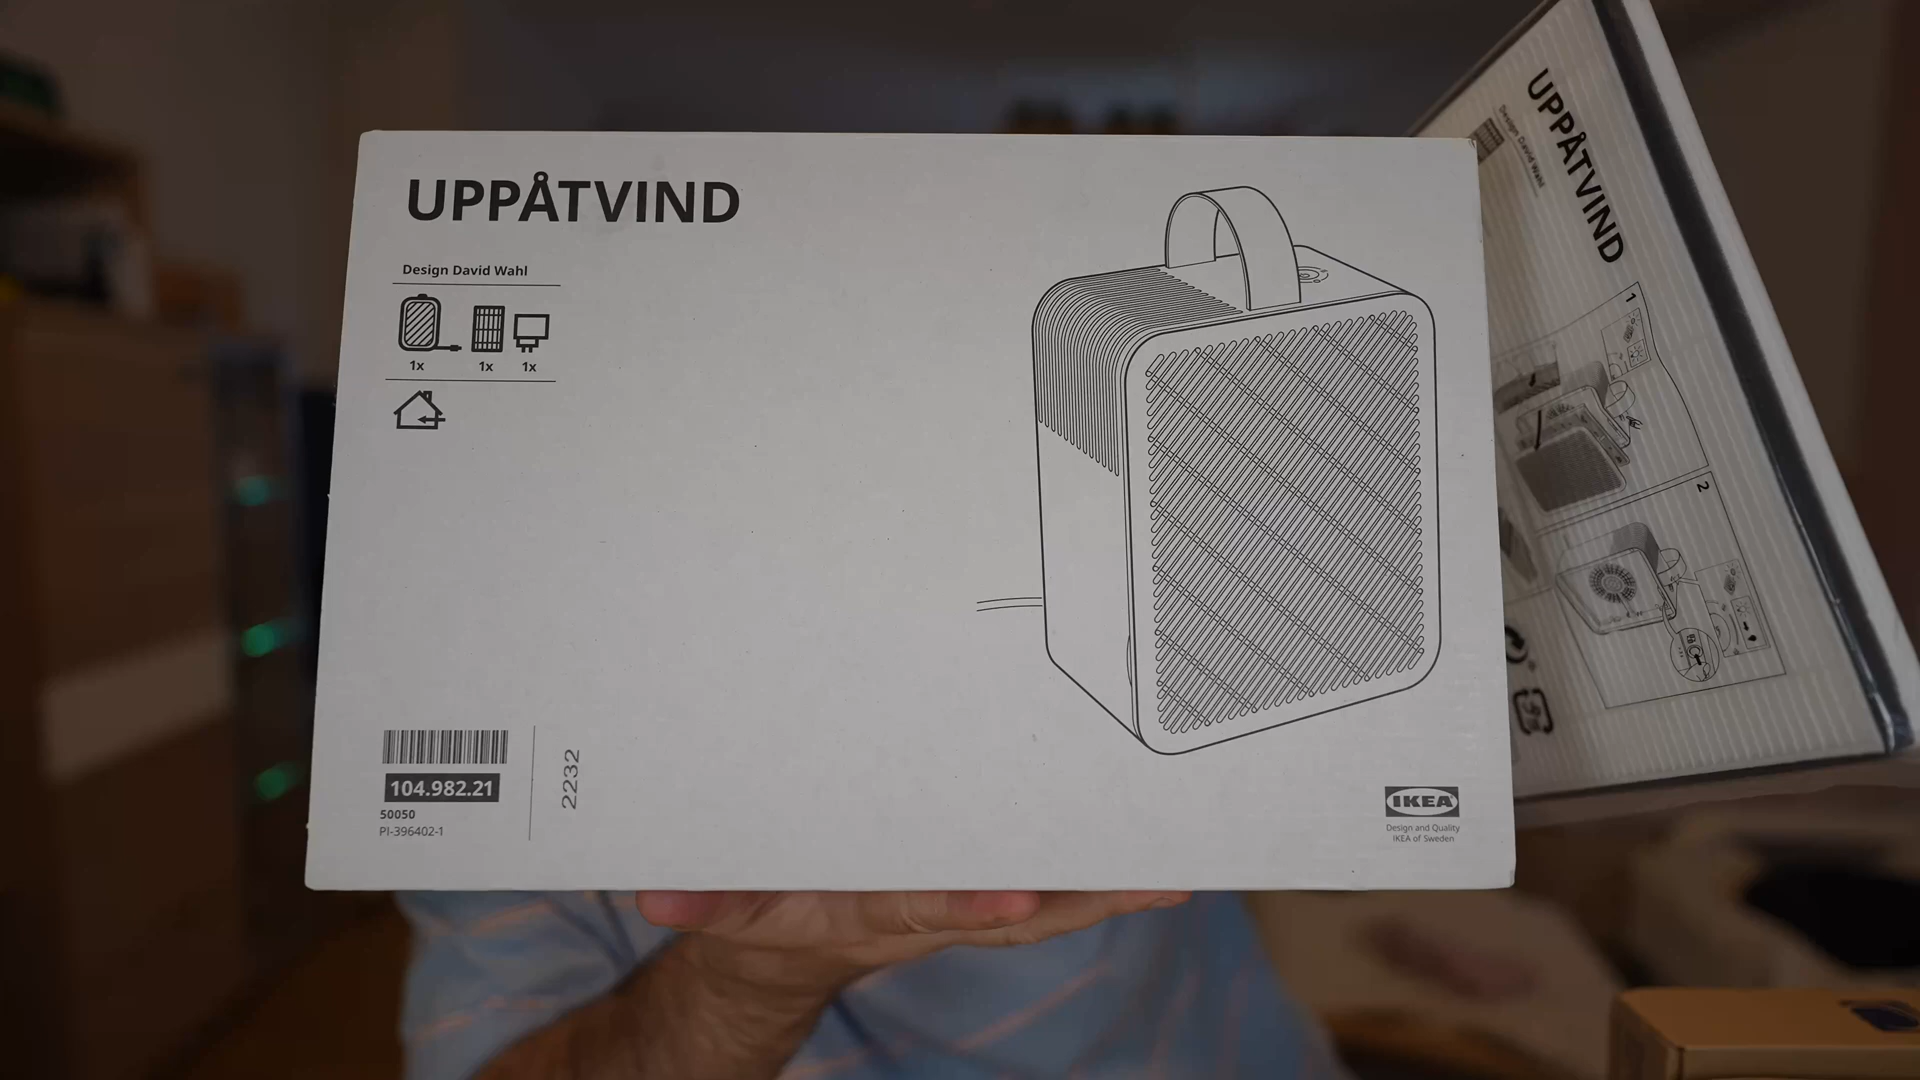 UPPÅTVIND
Design David Wahl
1x 1x 1x
104.982.21
50050
PI-396402-1
2232
IKEA
Design and Quality
IKEA of Sweden
UPPÅTVIND
Design David Wahl
1
2